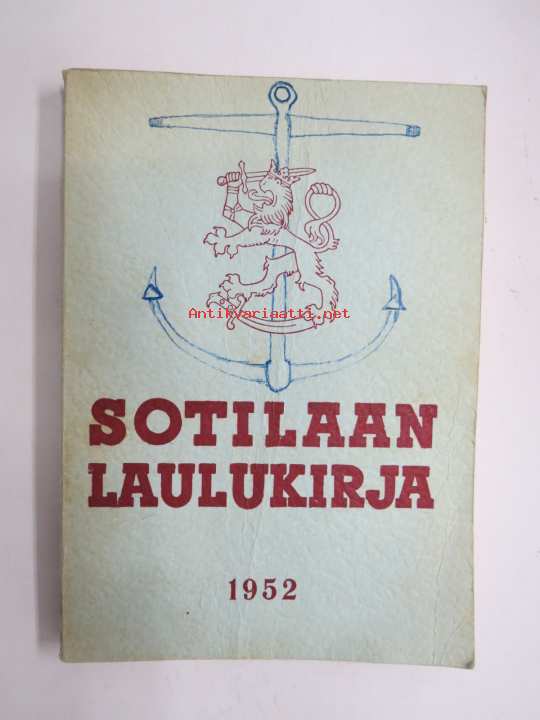 Antikvariaatti.net
SOTILAAN
LAULUKIRJA
1952